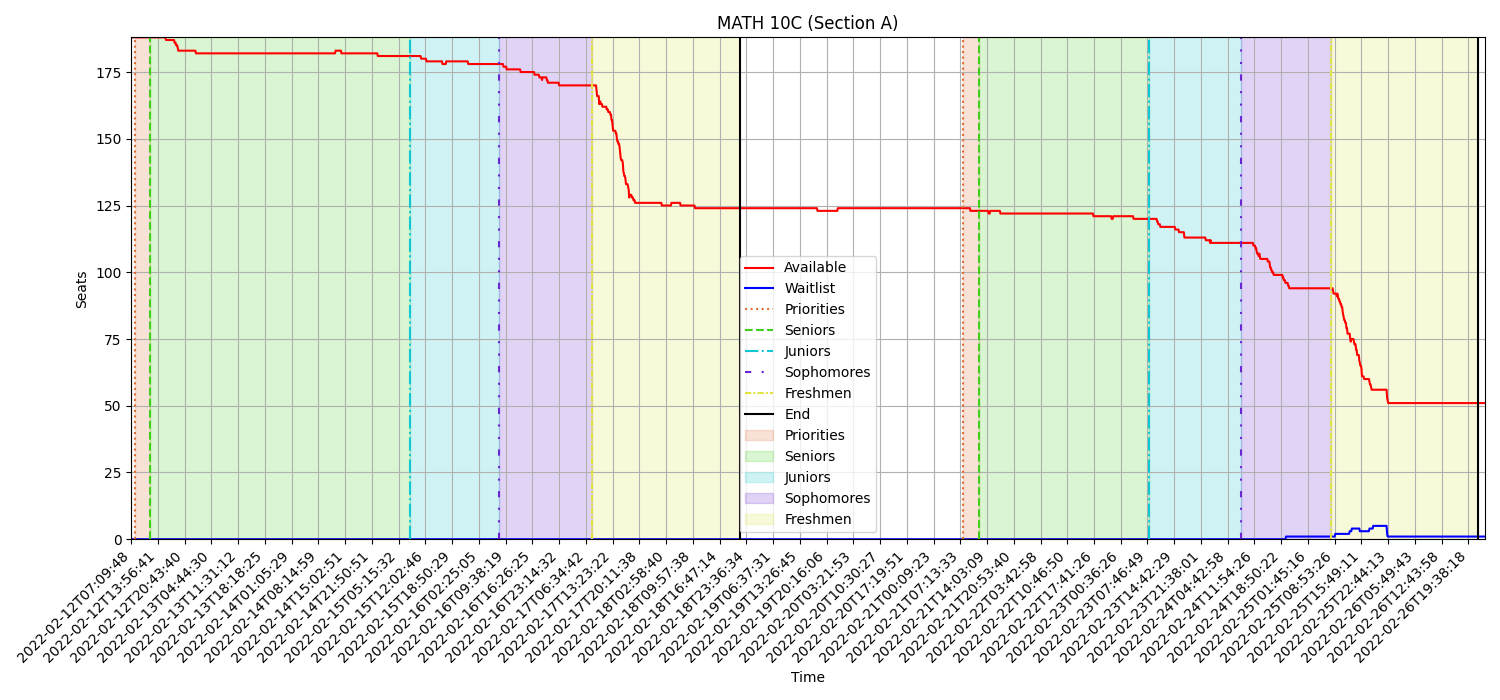 MATH 10C (Section A)
Seats
175
150
125
100
75
50
25
0
Available
Waitlist
Priorities
Seniors
Juniors
Sophomores
Freshmen
End
Priorities
Seniors
Juniors
Sophomores
Freshmen
2022-02-12T07:09:48
2022-02-12T13:56:41
2022-02-12T20:43:40
2022-02-13T04:44:30
2022-02-13T11:31:12
2022-02-13T18:18:25
2022-02-14T01:05:29
2022-02-14T08:14:59
2022-02-14T15:02:51
2022-02-14T21:50:51
2022-02-15T05:15:32
2022-02-15T12:02:46
2022-02-15T18:50:29
2022-02-16T02:25:05
2022-02-16T09:38:19
2022-02-16T16:26:25
2022-02-16T23:14:32
2022-02-17T06:34:42
2022-02-17T13:23:22
2022-02-17T20:11:38
2022-02-18T02:58:40
2022-02-18T09:57:38
2022-02-18T16:47:14
2022-02-18T23:36:34
2022-02-19T06:37:31
2022-02-19T13:26:45
2022-02-19T20:16:06
2022-02-20T03:21:53
2022-02-20T10:30:27
2022-02-20T17:19:51
2022-02-21T00:09:23
2022-02-21T07:13:33
2022-02-21T14:03:09
2022-02-21T20:53:40
2022-02-22T03:42:58
2022-02-22T10:46:50
2022-02-22T17:41:26
2022-02-23T00:36:26
2022-02-23T07:46:49
2022-02-23T14:42:29
2022-02-23T21:38:01
2022-02-24T04:42:58
2022-02-24T11:54:26
2022-02-24T18:50:22
2022-02-25T01:45:16
2022-02-25T08:53:26
2022-02-25T15:49:11
2022-02-25T22:44:13
2022-02-26T05:49:43
2022-02-26T12:43:58
2022-02-26T19:38:18
Time